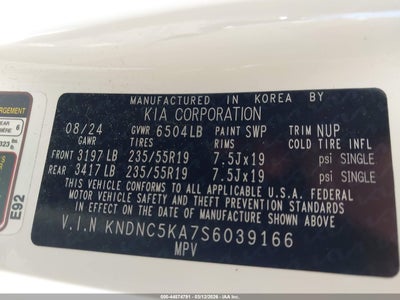 MANUFACTURED IN KOREA BY
KIA CORPORATION
08/24 GVWR 6504LB PAINT SWP TRIM NUP
GAWR TIRES RIMS COLD TIRE INFL
FRONT 3197 LB 235/55R19 7.5Jx19 psi SINGLE
REAR 3417 LB 235/55R19 7.5Jx19 psi SINGLE
THIS VEHICLE CONFORMS TO ALL APPLICABLE U.S.A. FEDERAL
MOTOR VEHICLE SAFETY AND THEFT PREVENTION STANDARDS
IN EFFECT ON THE DATE OF MANUFACTURE SHOWN ABOVE
V.I.N KNDNC5KA7S6039166
MPV
E92